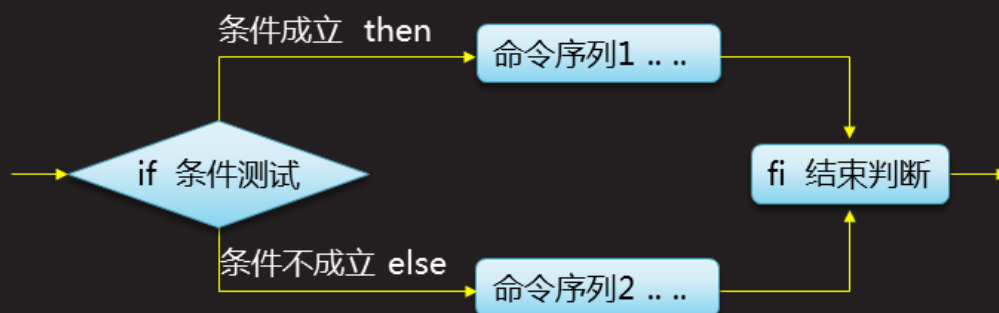 条件成立 then
命令序列1 .. ..
if 条件测试
fi 结束判断
条件不成立 else
命令序列2 .. ..